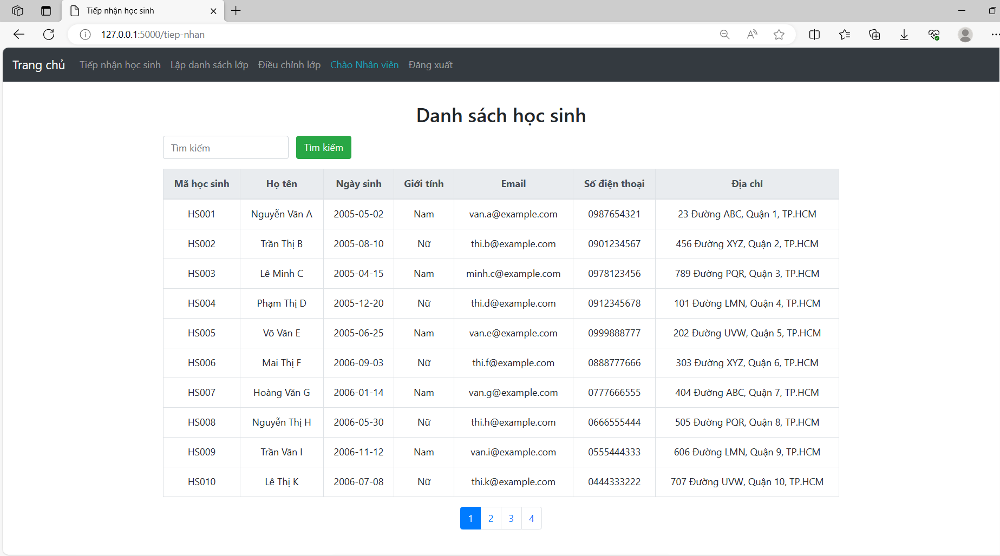 Tiếp nhận học sinh
127.0.0.1:5000/tiep-nhan
Trang chủ Tiếp nhận học sinh Lập danh sách lớp Điều chỉnh lớp Chào Nhân viên Đăng xuất
Danh sách học sinh
Tìm kiếm Tìm kiếm
Mã học sinh Họ tên Ngày sinh Giới tính Email Số điện thoại Địa chỉ
HS001 Nguyễn Văn A 2005-05-02 Nam van.a@example.com 0987654321 23 Đường ABC, Quận 1, TP.HCM
HS002 Trần Thị B 2005-08-10 Nữ thi.b@example.com 0901234567 456 Đường XYZ, Quận 2, TP.HCM
HS003 Lê Minh C 2005-04-15 Nam minh.c@example.com 0978123456 789 Đường PQR, Quận 3, TP.HCM
HS004 Phạm Thị D 2005-12-20 Nữ thi.d@example.com 0912345678 101 Đường LMN, Quận 4, TP.HCM
HS005 Võ Văn E 2005-06-25 Nam van.e@example.com 0999888777 202 Đường UVW, Quận 5, TP.HCM
HS006 Mai Thị F 2006-09-03 Nữ thi.f@example.com 0888777666 303 Đường XYZ, Quận 6, TP.HCM
HS007 Hoàng Văn G 2006-01-14 Nam van.g@example.com 0777666555 404 Đường ABC, Quận 7, TP.HCM
HS008 Nguyễn Thị H 2006-05-30 Nữ thi.h@example.com 0666555444 505 Đường PQR, Quận 8, TP.HCM
HS009 Trần Văn I 2006-11-12 Nam van.i@example.com 0555444333 606 Đường LMN, Quận 9, TP.HCM
HS010 Lê Thị K 2006-07-08 Nữ thi.k@example.com 0444333222 707 Đường UVW, Quận 10, TP.HCM
1 2 3 4